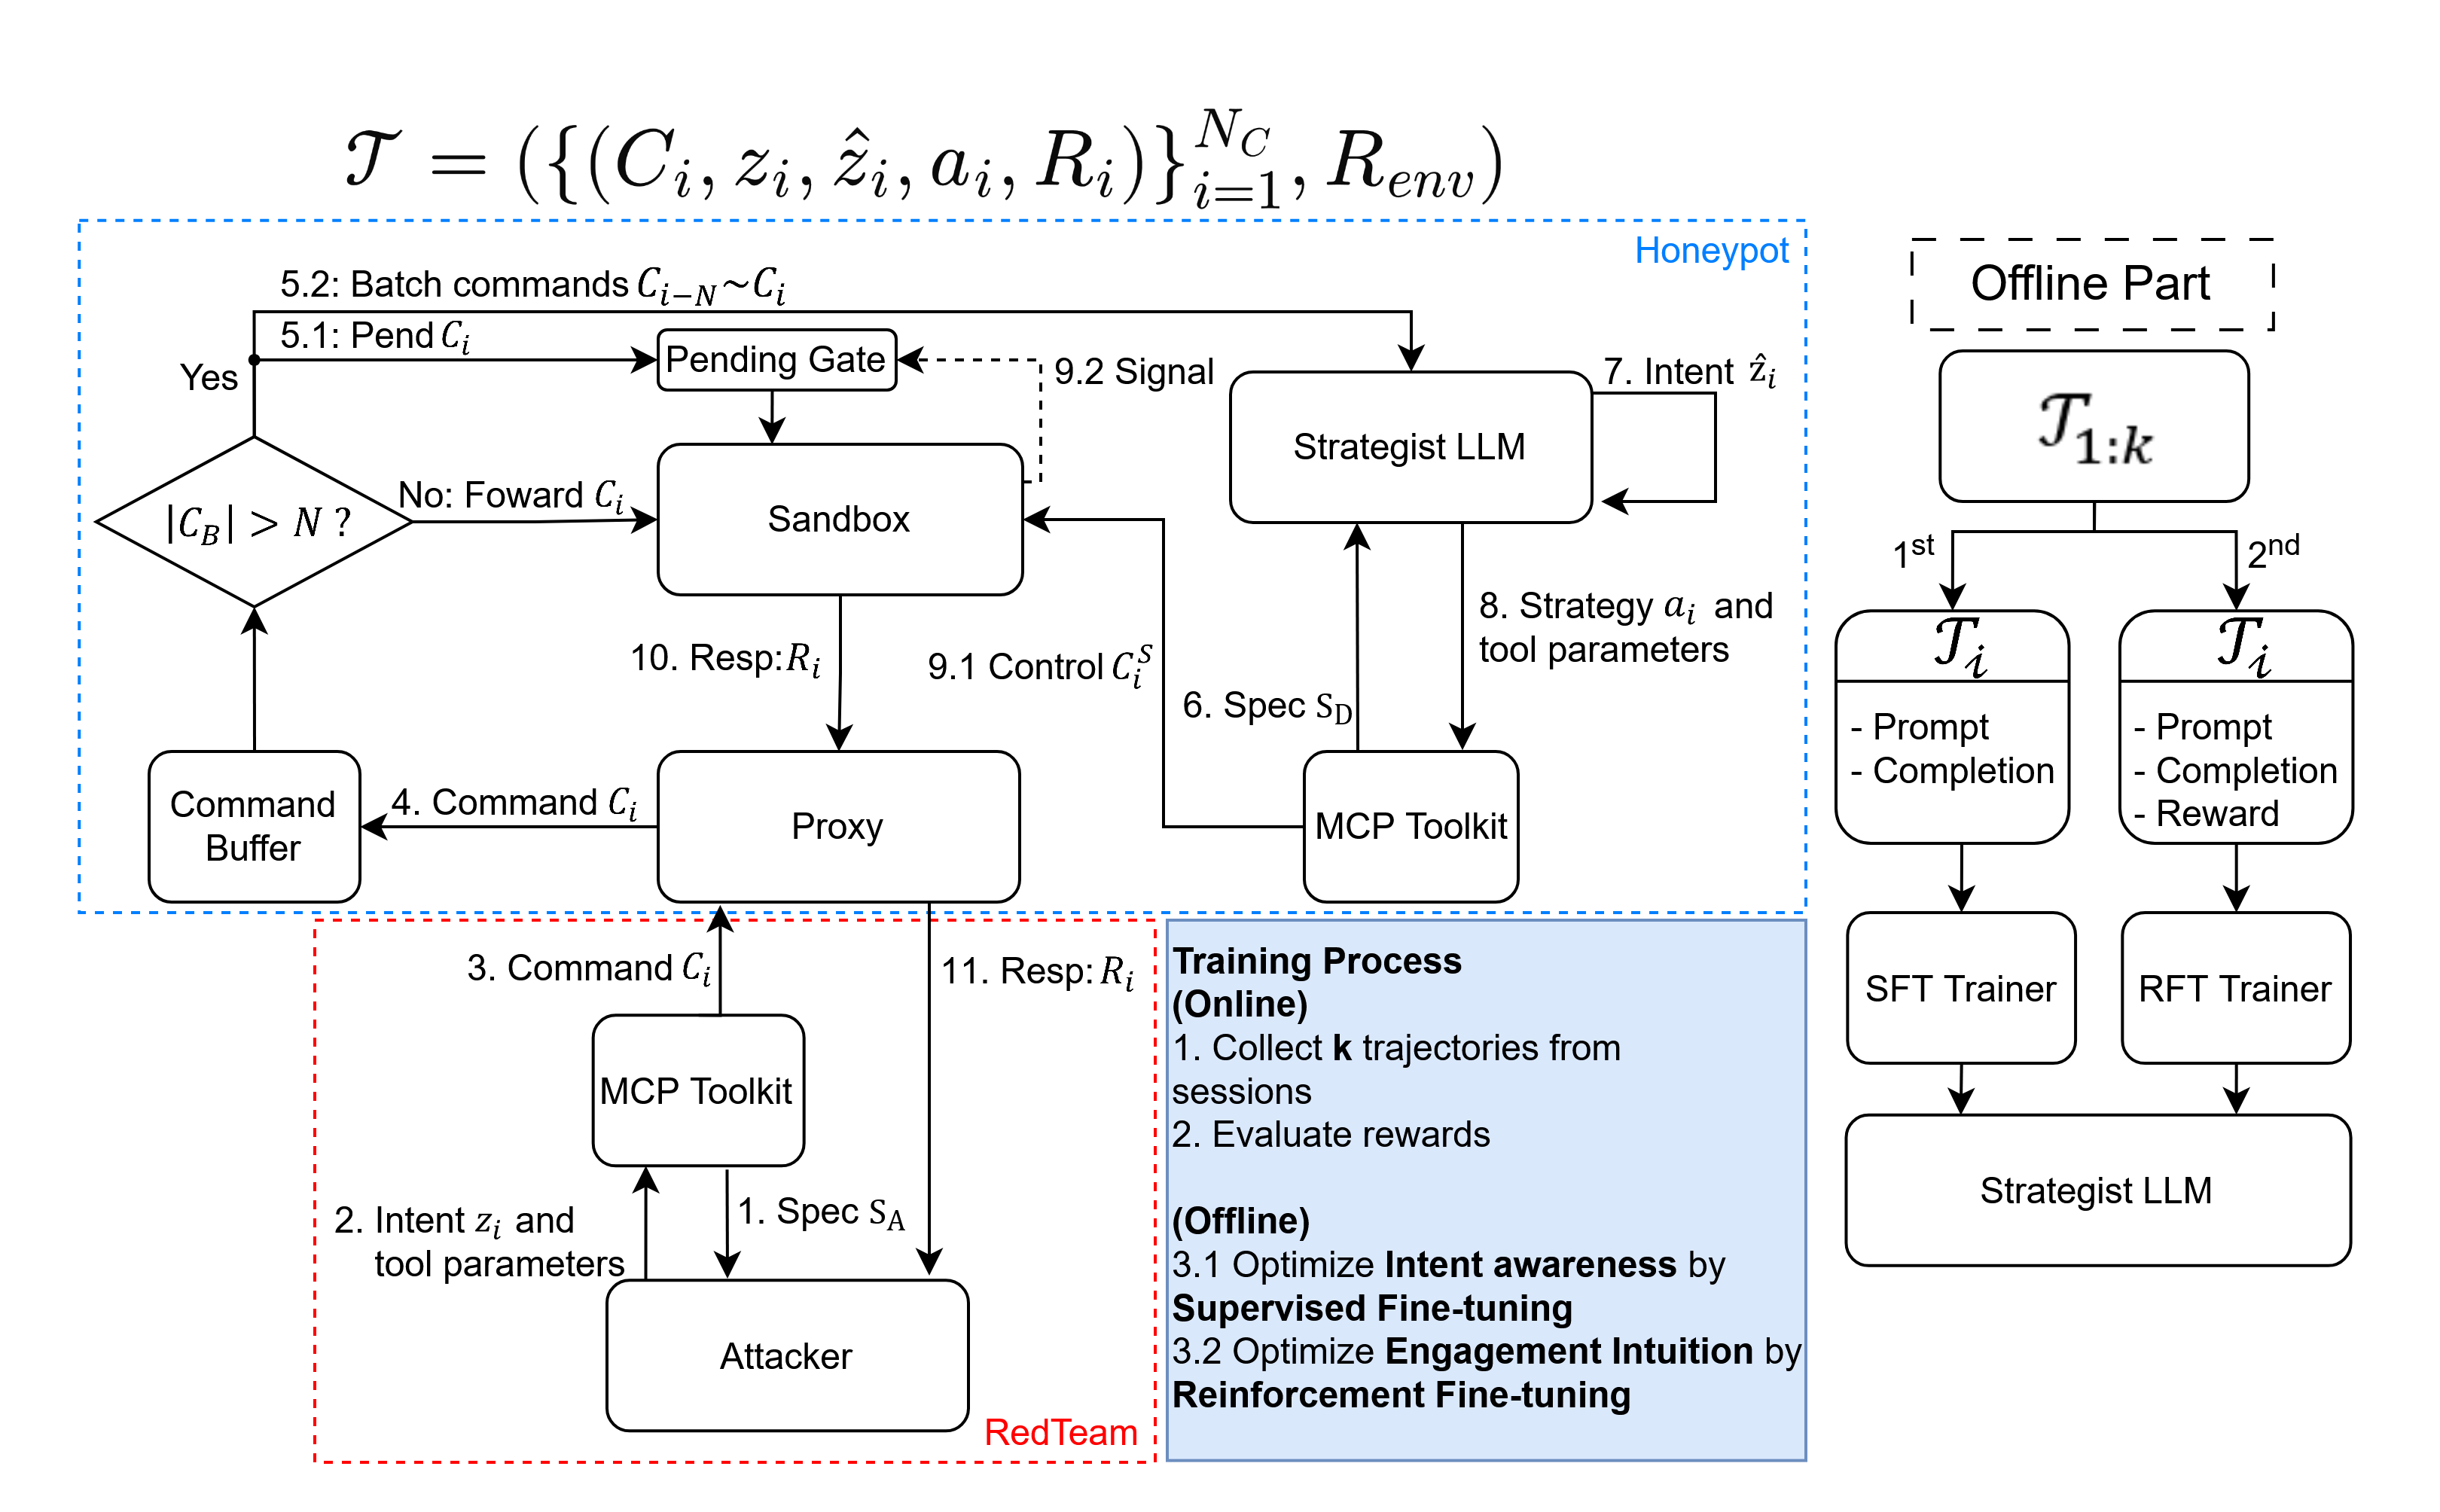 𝒯 = ({(C_i, z_i, ẑ_i, a_i, R_i)}_{i=1}^{N_C}, R_{env})
Honeypot
5.2: Batch commands C_{i−N}~C_i
5.1: Pend C_i
Yes
Pending Gate
9.2 Signal
7. Intent ẑ_i
Strategist LLM
|C_B| > N ?
No: Foward C_i
Sandbox
8. Strategy a_i and
tool parameters
10. Resp: R_i
9.1 Control C_i^S
6. Spec S_D
Command
Buffer
4. Command C_i
Proxy
MCP Toolkit
3. Command C_i
11. Resp: R_i
MCP Toolkit
2. Intent z_i and
tool parameters
1. Spec S_A
Attacker
RedTeam
Training Process
(Online)
1. Collect k trajectories from
sessions
2. Evaluate rewards
(Offline)
3.1 Optimize Intent awareness by
Supervised Fine-tuning
3.2 Optimize Engagement Intuition by
Reinforcement Fine-tuning
Offline Part
𝒯_{1:k}
1st
2nd
𝒯_i
- Prompt
- Completion
𝒯_i
- Prompt
- Completion
- Reward
SFT Trainer
RFT Trainer
Strategist LLM